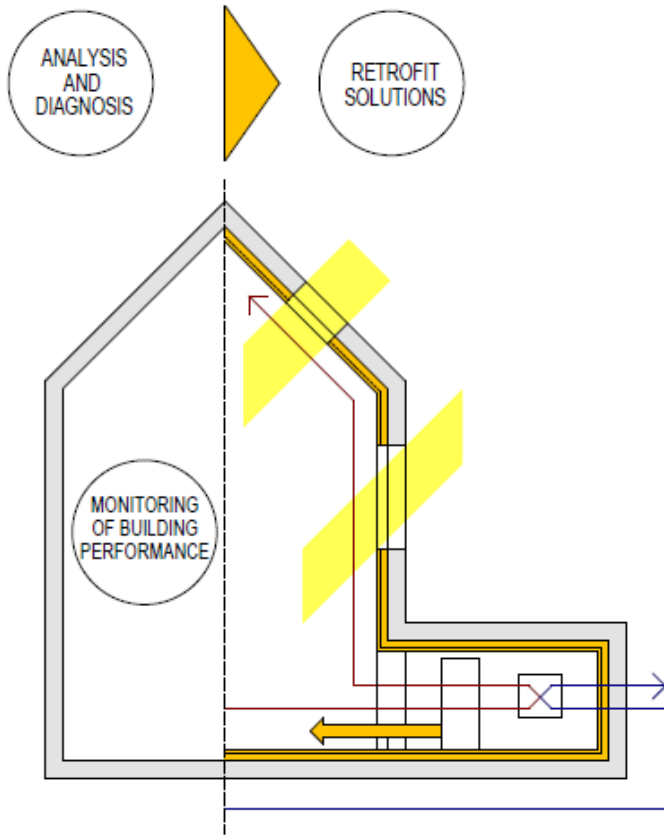 ANALYSIS
AND
DIAGNOSIS
RETROFIT
SOLUTIONS
MONITORING
OF BUILDING
PERFORMANCE